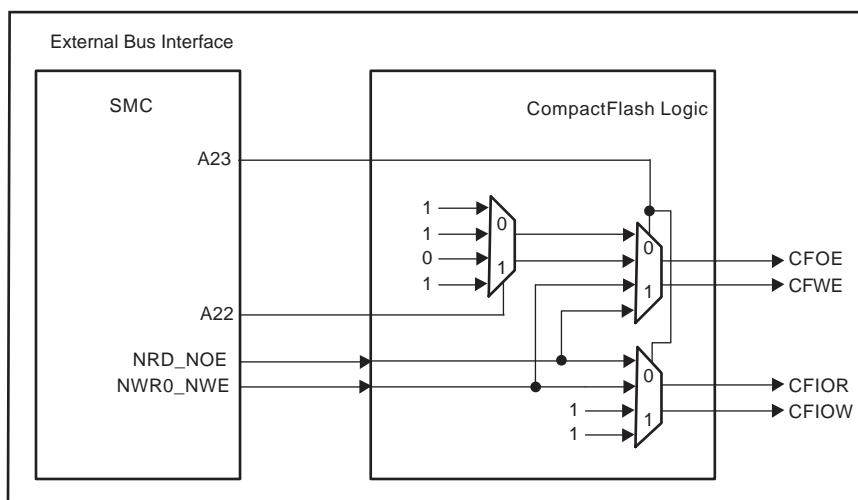 External Bus Interface
SMC
CompactFlash Logic
A23
1
1 0
0
1 1
0
1
CFOE
CFWE
A22
NRD_NOE
NWR0_NWE
0
1
1
1
CFIOR
CFIOW